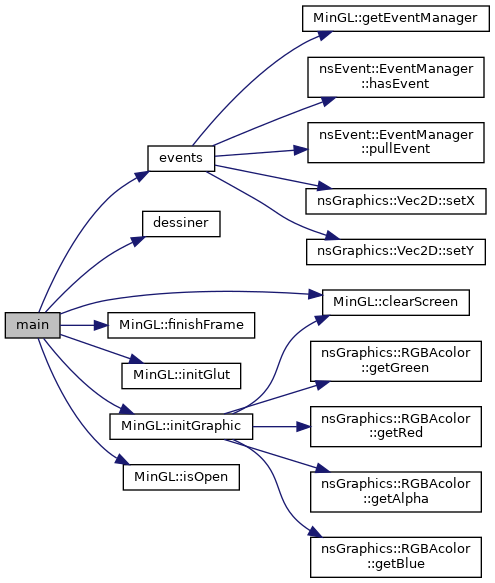 MinGL::getEventManager
nsEvent::EventManager
::hasEvent
nsEvent::EventManager
::pullEvent
events
nsGraphics::Vec2D::setX
dessiner
nsGraphics::Vec2D::setY
MinGL::clearScreen
main
MinGL::finishFrame
nsGraphics::RGBAcolor
::getGreen
MinGL::initGlut
nsGraphics::RGBAcolor
::getRed
MinGL::initGraphic
MinGL::isOpen
nsGraphics::RGBAcolor
::getAlpha
nsGraphics::RGBAcolor
::getBlue